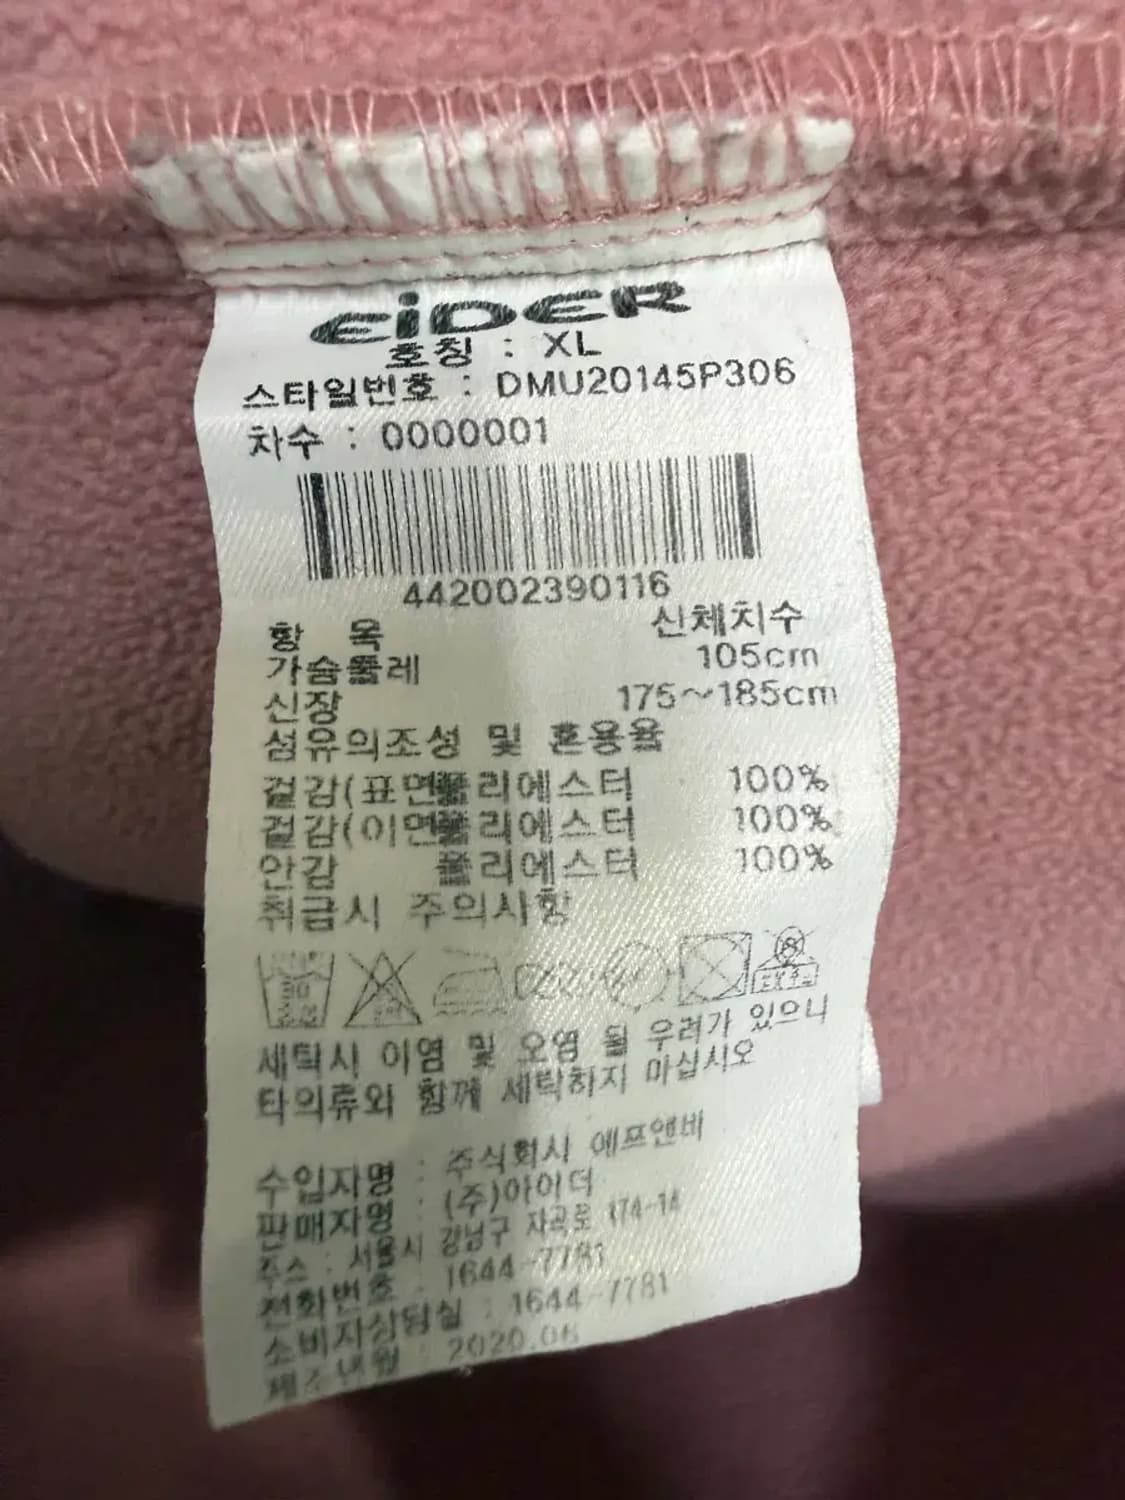 EiDER
호칭 : XL
스타일번호 : DMU20145P306
차수 : 0000001
442002390116
항 목 신체치수
가슴둘레 105cm
신장 175~185cm
섬유의조성 및 혼용율
겉감(표면 폴리에스터 100%
겉감(이면 폴리에스터 100%
안감 폴리에스터 100%
취급시 주의사항
30
세탁시 이염 및 오염 될 우려가 있으니
타의류와 함께 세탁하지 마십시오
수입자명 : 주식회사 에프앤비
판매자명 : (주)아이더
주소 : 서울시 강남구 자곡로 174-14
전화번호 : 1644-7781
소비자상담실 : 1644-7781
제조년월 : 2020.06